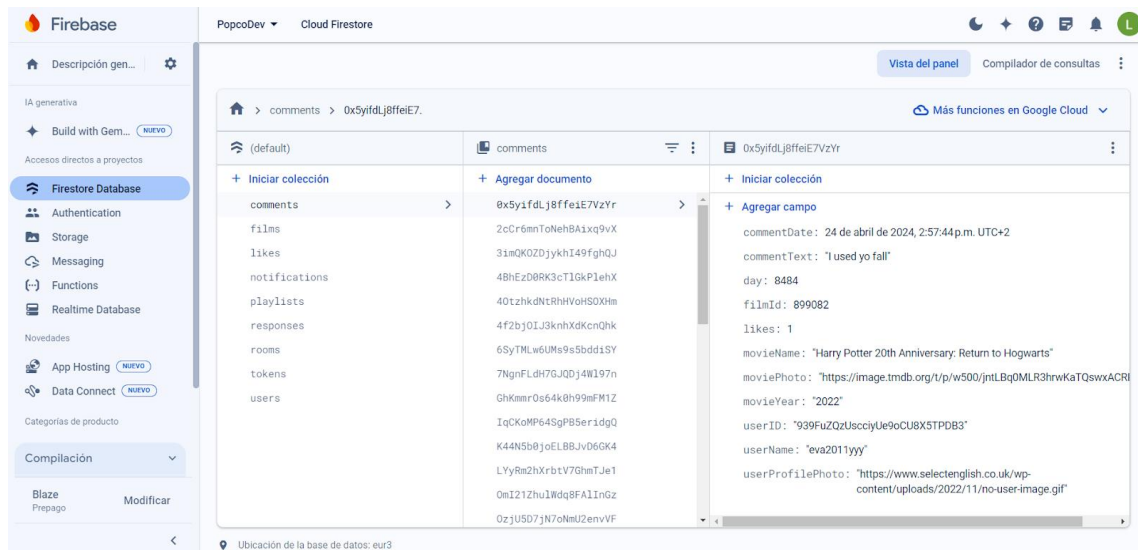 Firebase
PopcoDev
Cloud Firestore
L
Descripción gen...
Vista del panel
Compilador de consultas
IA generativa
Build with Gem...
NUEVO
Accesos directos a proyectos
Firestore Database
Authentication
Storage
Messaging
Functions
Realtime Database
Novedades
App Hosting
NUEVO
Data Connect
NUEVO
Categorías de producto
Compilación
Blaze
Prepago
Modificar
> comments > 0x5yifdLj8ffeiE7.
Más funciones en Google Cloud
(default)
+ Iniciar colección
comments
films
likes
notifications
playlists
responses
rooms
tokens
users
comments
+ Agregar documento
0x5yifdLj8ffeiE7VzYr
2cCr6mnToNehBAixq9vX
3imQKOZDjykhI49fghQJ
4BhEzD0RK3cTlGkPlehX
4OtzhkdNtRhHVoHSOXHm
4f2bjOIJ3knhXdKcnQhk
6SyTMLw6UMs9s5bddiSY
7NgnFLdH7GJQDj4Wl97n
GhKmmrOs64k0h99mFM1Z
IqCKoMP64SgPB5eridgQ
K44N5b0joELBBJvD6GK4
LYyRm2hXrbtV7GhmTJe1
OmI21ZhulWdq8FAlInGz
OzjU5D7jN7oNmU2envVF
0x5yifdLj8ffeiE7VzYr
+ Iniciar colección
+ Agregar campo
commentDate: 24 de abril de 2024, 2:57:44 p.m. UTC+2
commentText: "I used yo fall"
day: 8484
filmId: 899082
likes: 1
movieName: "Harry Potter 20th Anniversary: Return to Hogwarts"
moviePhoto: "https://image.tmdb.org/t/p/w500/jntLBq0MLR3hrwKaTQswxACRI
movieYear: "2022"
userID: "939FuZQzUscciyUe9oCU8X5TPDB3"
userName: "eva2011yyy"
userProfilePhoto: "https://www.selectenglish.co.uk/wp-
content/uploads/2022/11/no-user-image.gif"
Ubicación de la base de datos: eur3